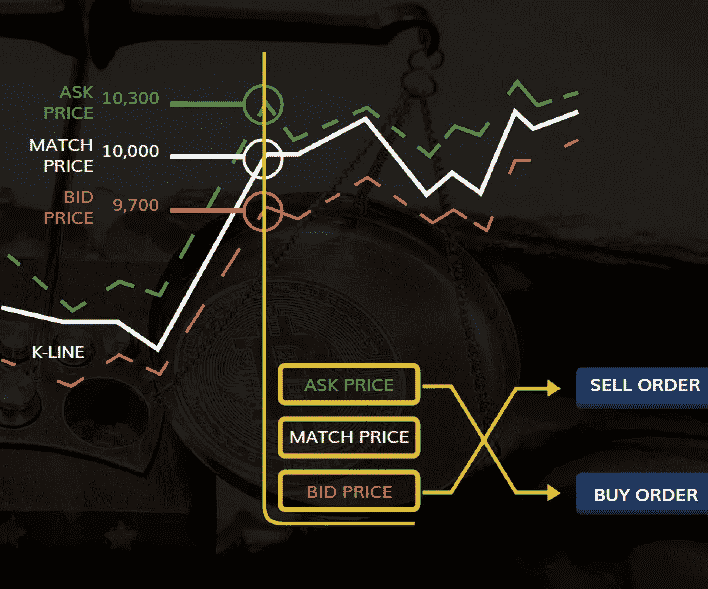 ASK
PRICE
10,300
MATCH
PRICE
10,000
BID
PRICE
9,700
K-LINE
ASK PRICE
SELL ORDER
MATCH PRICE
BID PRICE
BUY ORDER